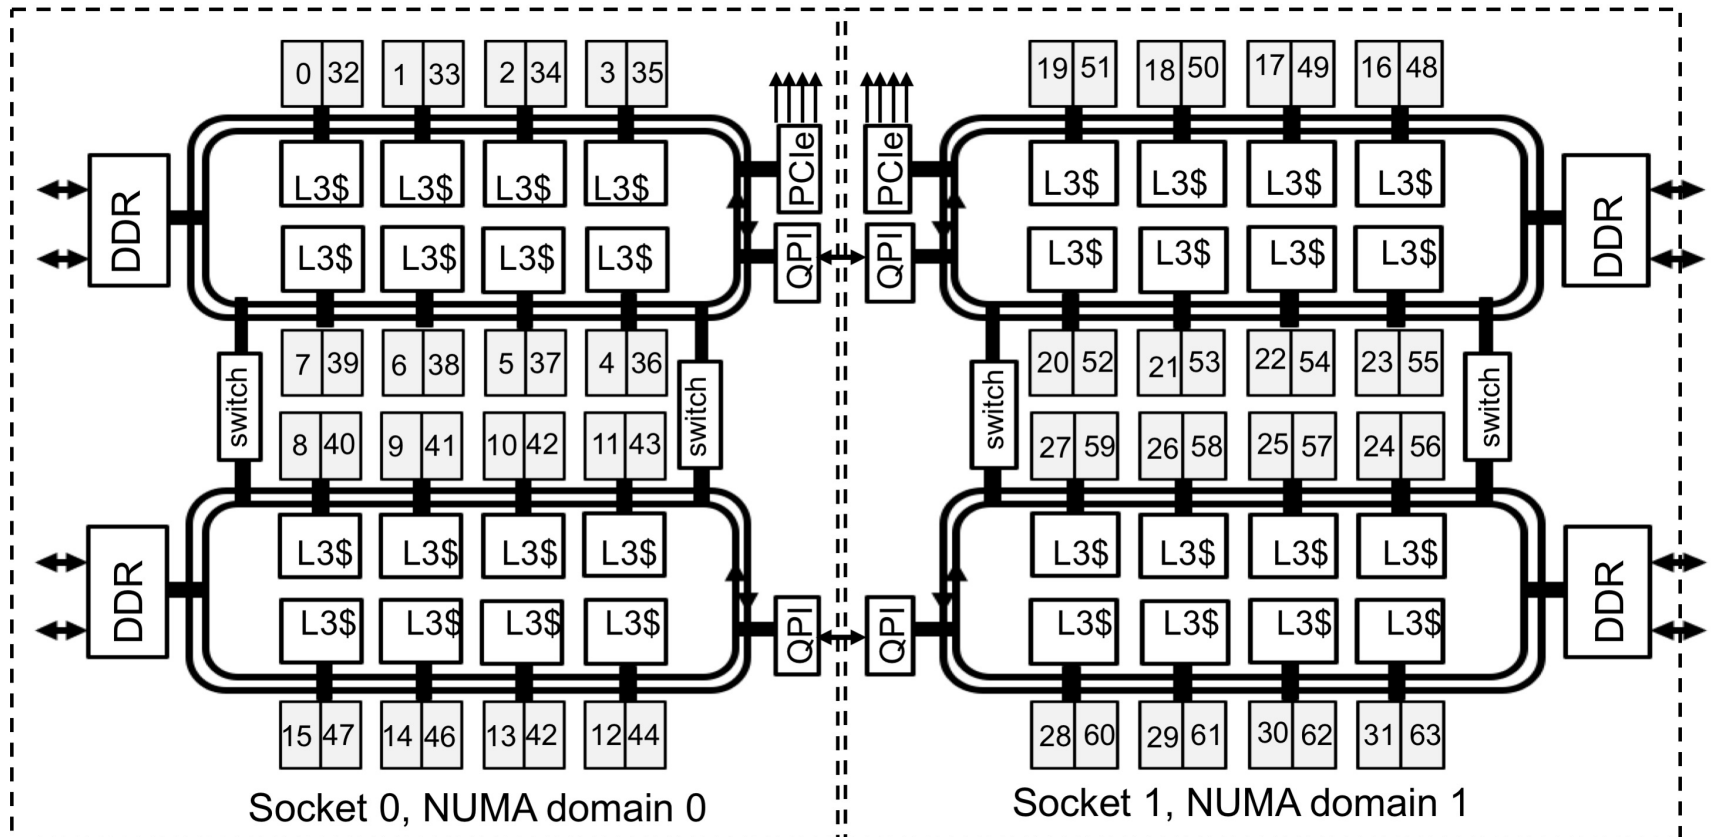 0 32 1 33 2 34 3 35 19 51 18 50 17 49 16 48
DDR L3$ L3$ L3$ L3$ PCIe PCIe L3$ L3$ L3$ L3$ DDR
L3$ L3$ L3$ L3$ QPI QPI L3$ L3$ L3$ L3$
7 39 6 38 5 37 4 36 20 52 21 53 22 54 23 55
switch switch switch switch
8 40 9 41 10 42 11 43 27 59 26 58 25 57 24 56
DDR L3$ L3$ L3$ L3$ L3$ L3$ L3$ L3$ DDR
L3$ L3$ L3$ L3$ QPI QPI L3$ L3$ L3$ L3$
15 47 14 46 13 42 12 44 28 60 29 61 30 62 31 63
Socket 0, NUMA domain 0 Socket 1, NUMA domain 1